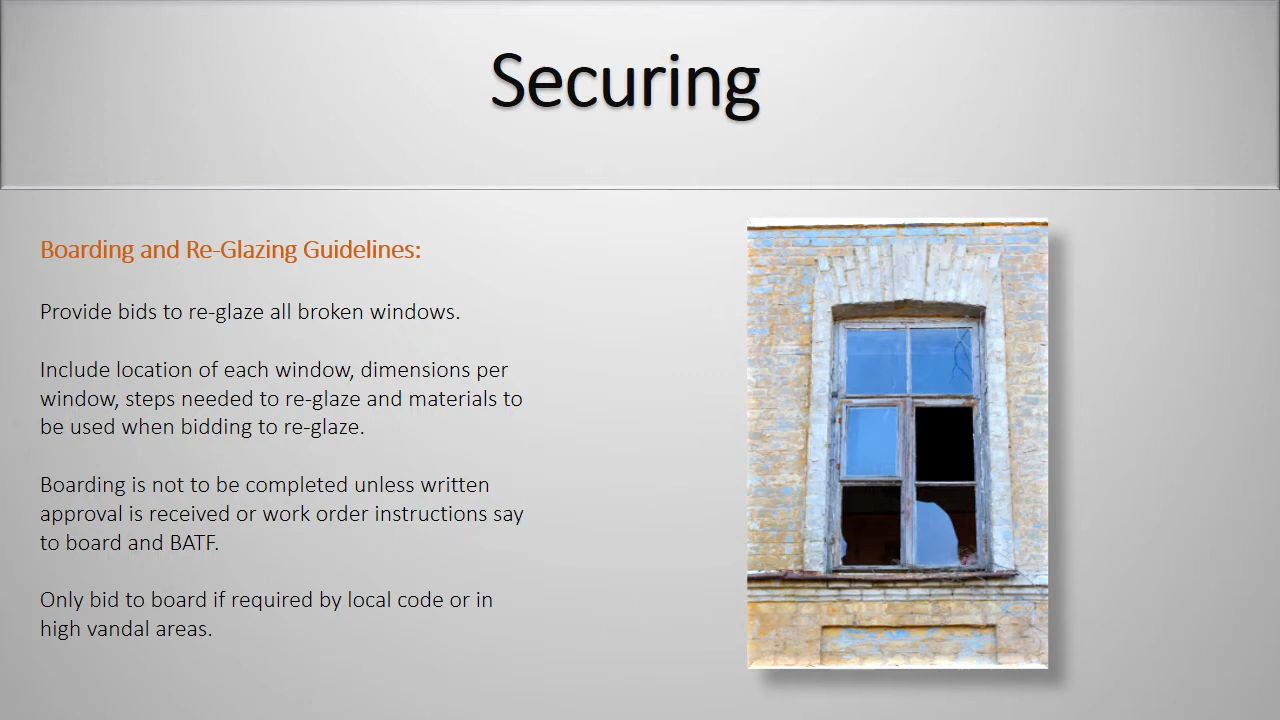 Securing
Boarding and Re-Glazing Guidelines:
Provide bids to re-glaze all broken windows.
Include location of each window, dimensions per
window, steps needed to re-glaze and materials to
be used when bidding to re-glaze.
Boarding is not to be completed unless written
approval is received or work order instructions say
to board and BATF.
Only bid to board if required by local code or in
high vandal areas.